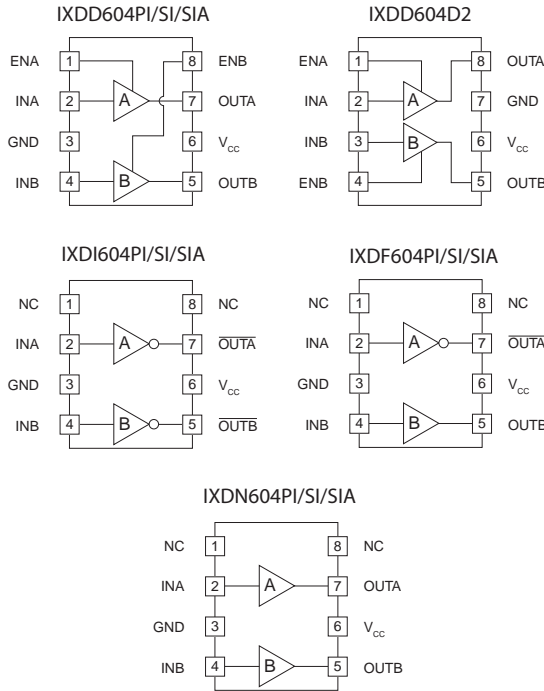 IXDD604PI/SI/SIA
ENA 1 8 ENB
INA 2 A 7 OUTA
GND 3 6 VCC
INB 4 B 5 OUTB
IXDD604D2
ENA 1 8 OUTA
INA 2 A 7 GND
INB 3 B 6 VCC
ENB 4 5 OUTB
IXDI604PI/SI/SIA
NC 1 8 NC
INA 2 A 7 OUTA
GND 3 6 VCC
INB 4 B 5 OUTB
IXDF604PI/SI/SIA
NC 1 8 NC
INA 2 A 7 OUTA
GND 3 6 VCC
INB 4 B 5 OUTB
IXDN604PI/SI/SIA
NC 1 8 NC
INA 2 A 7 OUTA
GND 3 6 VCC
INB 4 B 5 OUTB